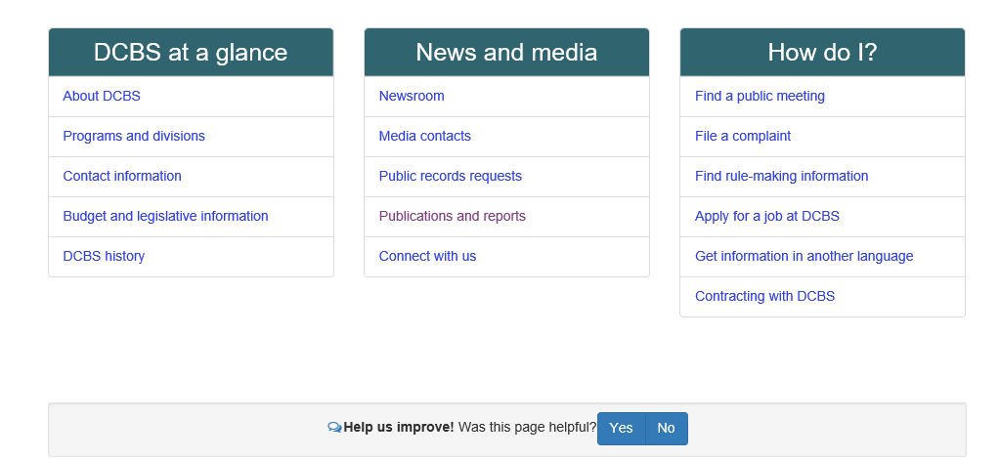 DCBS at a glance
About DCBS
Programs and divisions
Contact information
Budget and legislative information
DCBS history
News and media
Newsroom
Media contacts
Public records requests
Publications and reports
Connect with us
How do I?
Find a public meeting
File a complaint
Find rule-making information
Apply for a job at DCBS
Get information in another language
Contracting with DCBS
Help us improve! Was this page helpful? Yes No